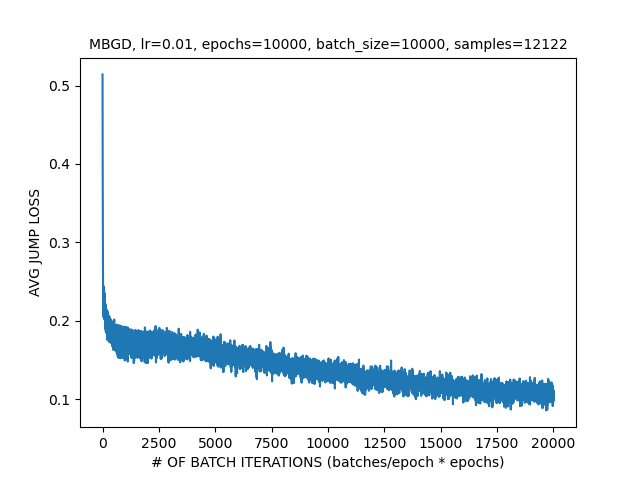 MBGD, lr=0.01, epochs=10000, batch_size=10000, samples=12122
0.5
0.4
0.3
0.2
0.1
AVG JUMP LOSS
0 2500 5000 7500 10000 12500 15000 17500 20000
# OF BATCH ITERATIONS (batches/epoch * epochs)